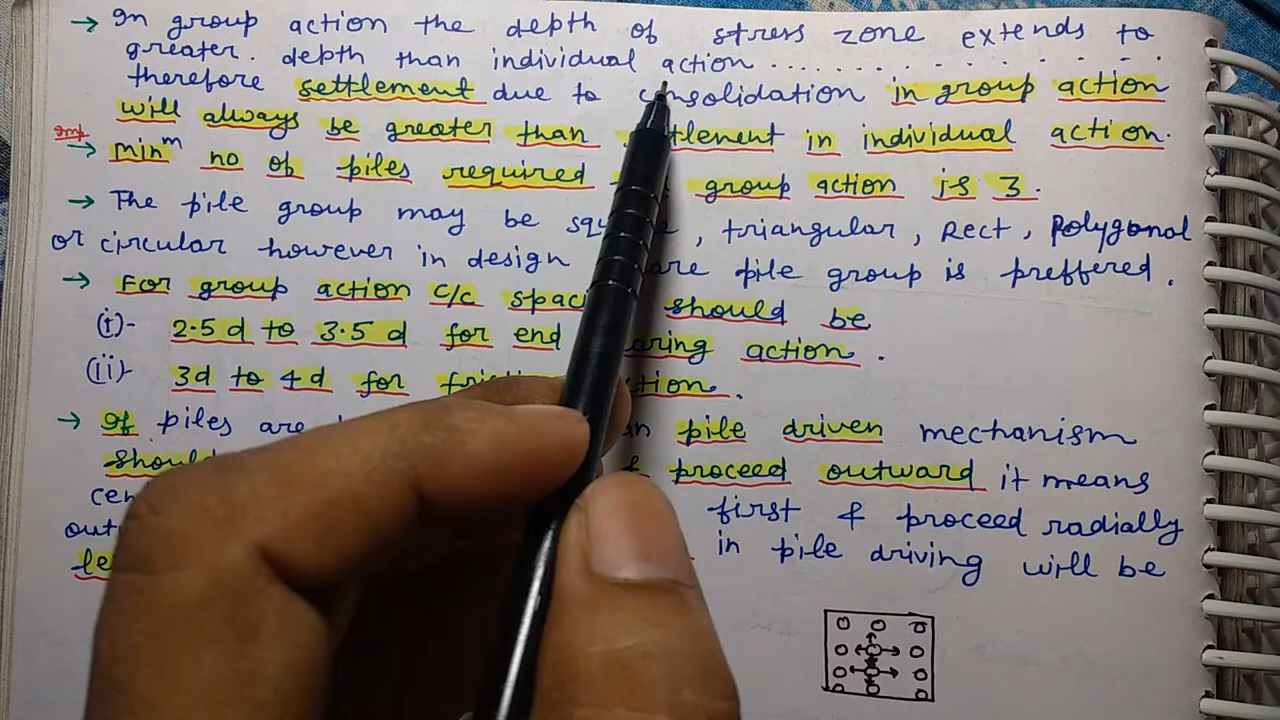 → In group action the depth of stress zone extends to
greater. depth than individual action..............
therefore settlement due to consolidation in group action
will always be greater than settlement in individual action.
Imp
→ minᵐ no of piles required group action is 3.
→ The pile group may be square, triangular, Rect, Polygonal
or circular however in design square pile group is preffered.
→ For group action c/c spacing should be
(i)- 2.5 d to 3.5 d for end bearing action.
(ii)- 3d to 4d for friction action.
→ If piles are pile driven mechanism
should proceed outward it means
first & proceed radially
in pile driving will be